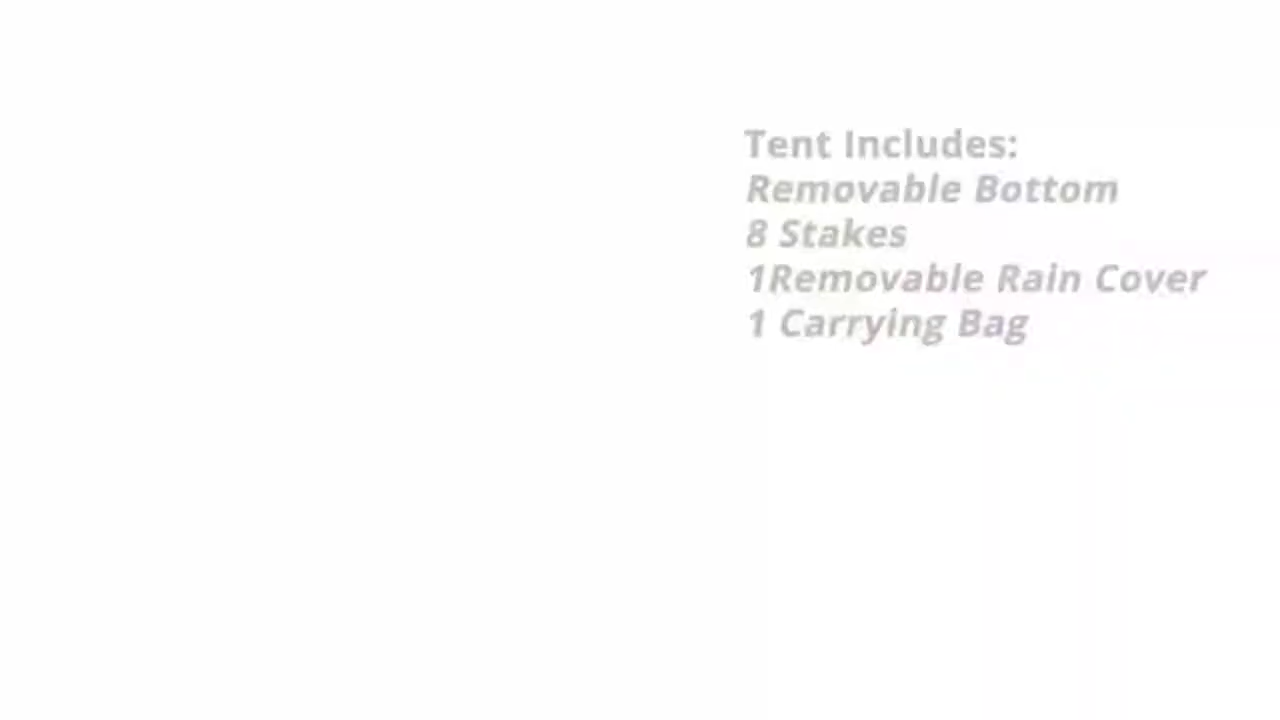 Tent Includes:
Removable Bottom
8 Stakes
1Removable Rain Cover
1 Carrying Bag